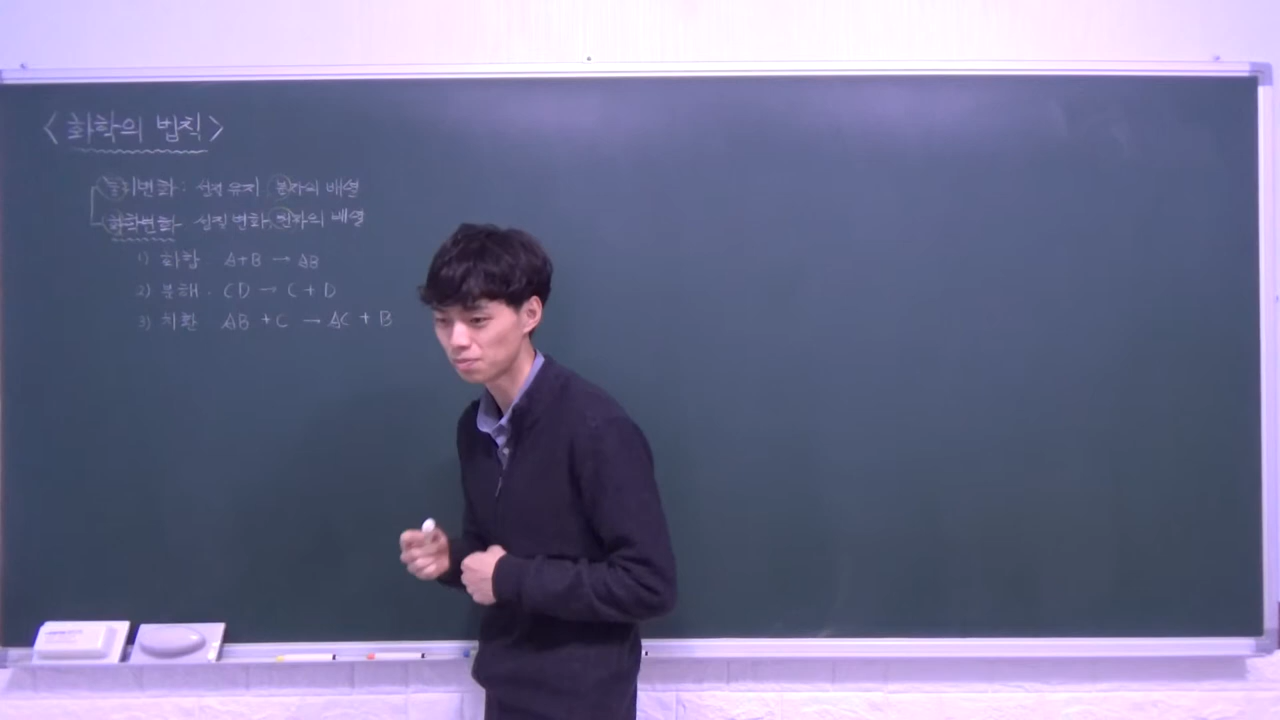 <화학의 법칙>
물리변화 : 성질 유지 분자의 배열
화학변화 성질 변화, 원자의 배열
1) 화합 A+B → AB
2) 분해. CD → C + D
3) 치환 AB + C → AC + B